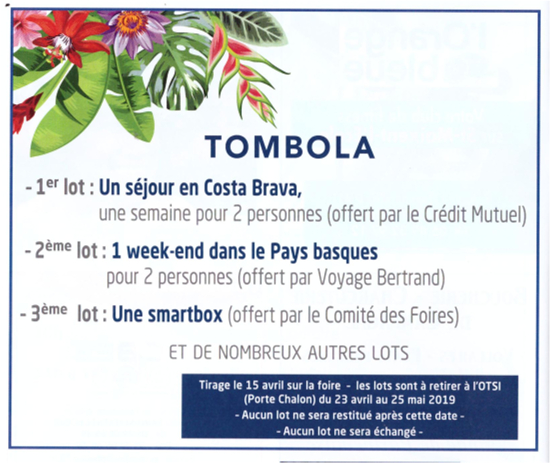 TOMBOLA
- 1er lot : Un séjour en Costa Brava,
une semaine pour 2 personnes (offert par le Crédit Mutuel)
- 2ème lot : 1 week-end dans le Pays basques
pour 2 personnes (offert par Voyage Bertrand)
- 3ème lot : Une smartbox (offert par le Comité des Foires)
ET DE NOMBREUX AUTRES LOTS
Tirage le 15 avril sur la foire - les lots sont à retirer à l'OTSI
(Porte Chalon) du 23 avril au 25 mai 2019
- Aucun lot ne sera restitué après cette date -
- Aucun lot ne sera échangé -